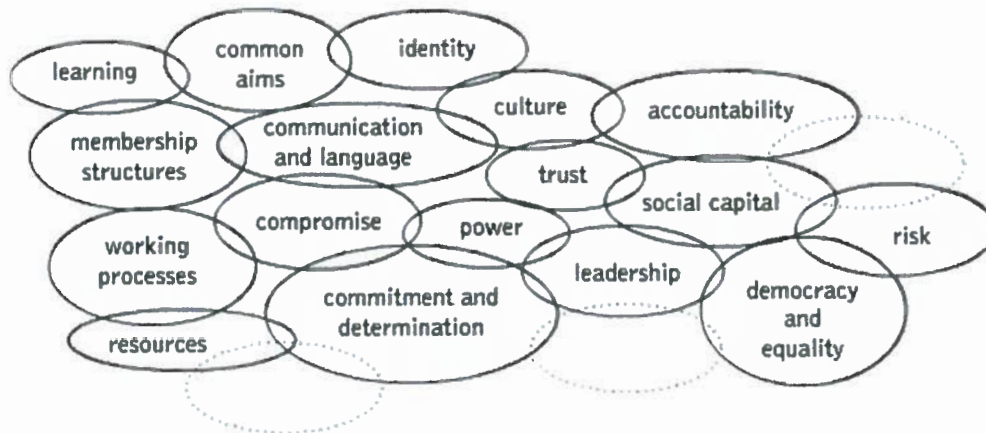 learning
common
aims
identity
culture
accountability
membership
structures
communication
and language
trust
social capital
risk
compromise
power
working
processes
leadership
commitment and
determination
democracy
and
equality
resources